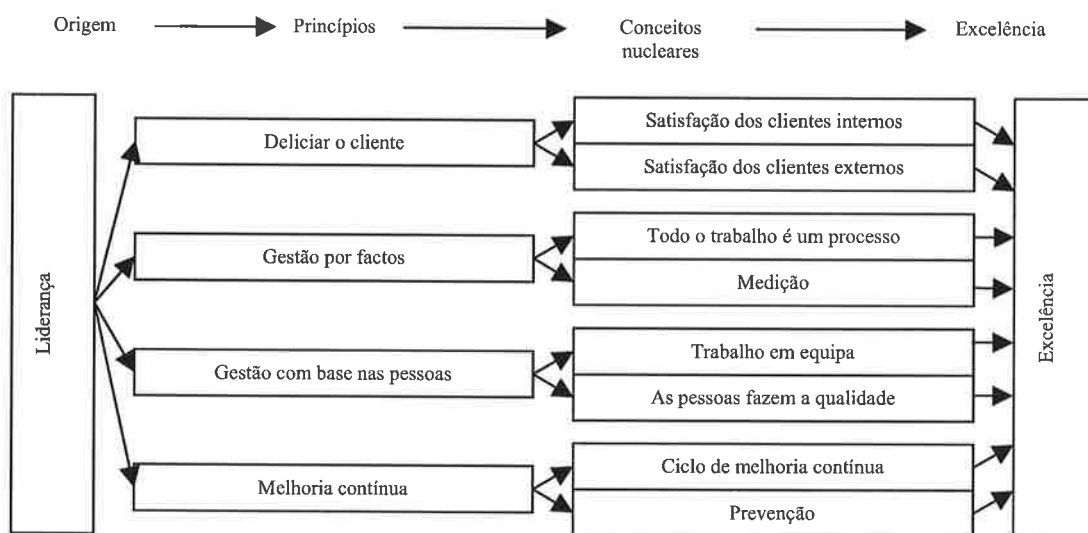 Origem
Princípios
Conceitos
nucleares
Excelência
Liderança
Deliciar o cliente
Satisfação dos clientes internos
Satisfação dos clientes externos
Gestão por factos
Todo o trabalho é um processo
Medição
Gestão com base nas pessoas
Trabalho em equipa
As pessoas fazem a qualidade
Melhoria contínua
Ciclo de melhoria contínua
Prevenção
Excelência